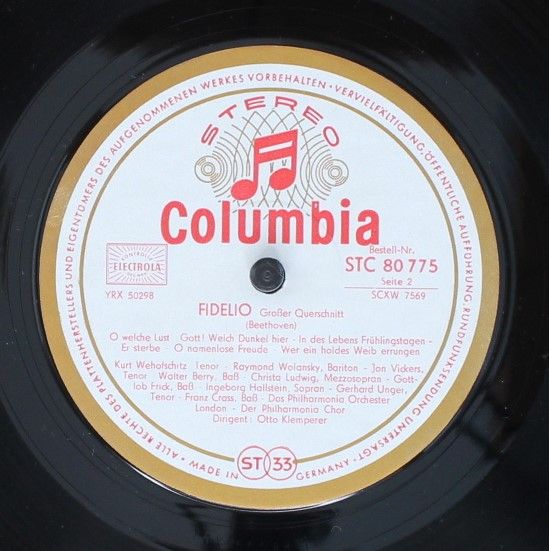 ALLE RECHTE DES PLATTENHERSTELLERS UND EIGENTÜMERS DES AUFGENOMMENEN WERKES VORBEHALTEN · VERVIELFÄLTIGUNG, ÖFFENTLICHE AUFFÜHRUNG, RUNDFUNKSENDUNG UNTERSAGT ·
STEREO
Columbia
Bestell-Nr.
STC 80 775
Seite 2
SCXW 7569
ELECTROLA
YRX 50298
FIDELIO Großer Querschnitt
(Beethoven)
O welche Lust Gott! Welch Dunkel hier - In des Lebens Frühlingstagen -
Er sterbe - O namenlose Freude - Wer ein holdes Weib errungen
Kurt Wehofschitz Tenor - Raymond Wolansky, Bariton - Jon Vickers,
Tenor Walter Berry, Baß - Christa Ludwig, Mezzosopran - Gott-
lob Frick, Baß - Ingeborg Hallstein, Sopran - Gerhard Unger,
Tenor - Franz Crass, Baß - Das Philharmonia Orchester
London - Der Philharmonia Chor
Dirigent: Otto Klemperer
MADE IN
ST 33
GERMANY